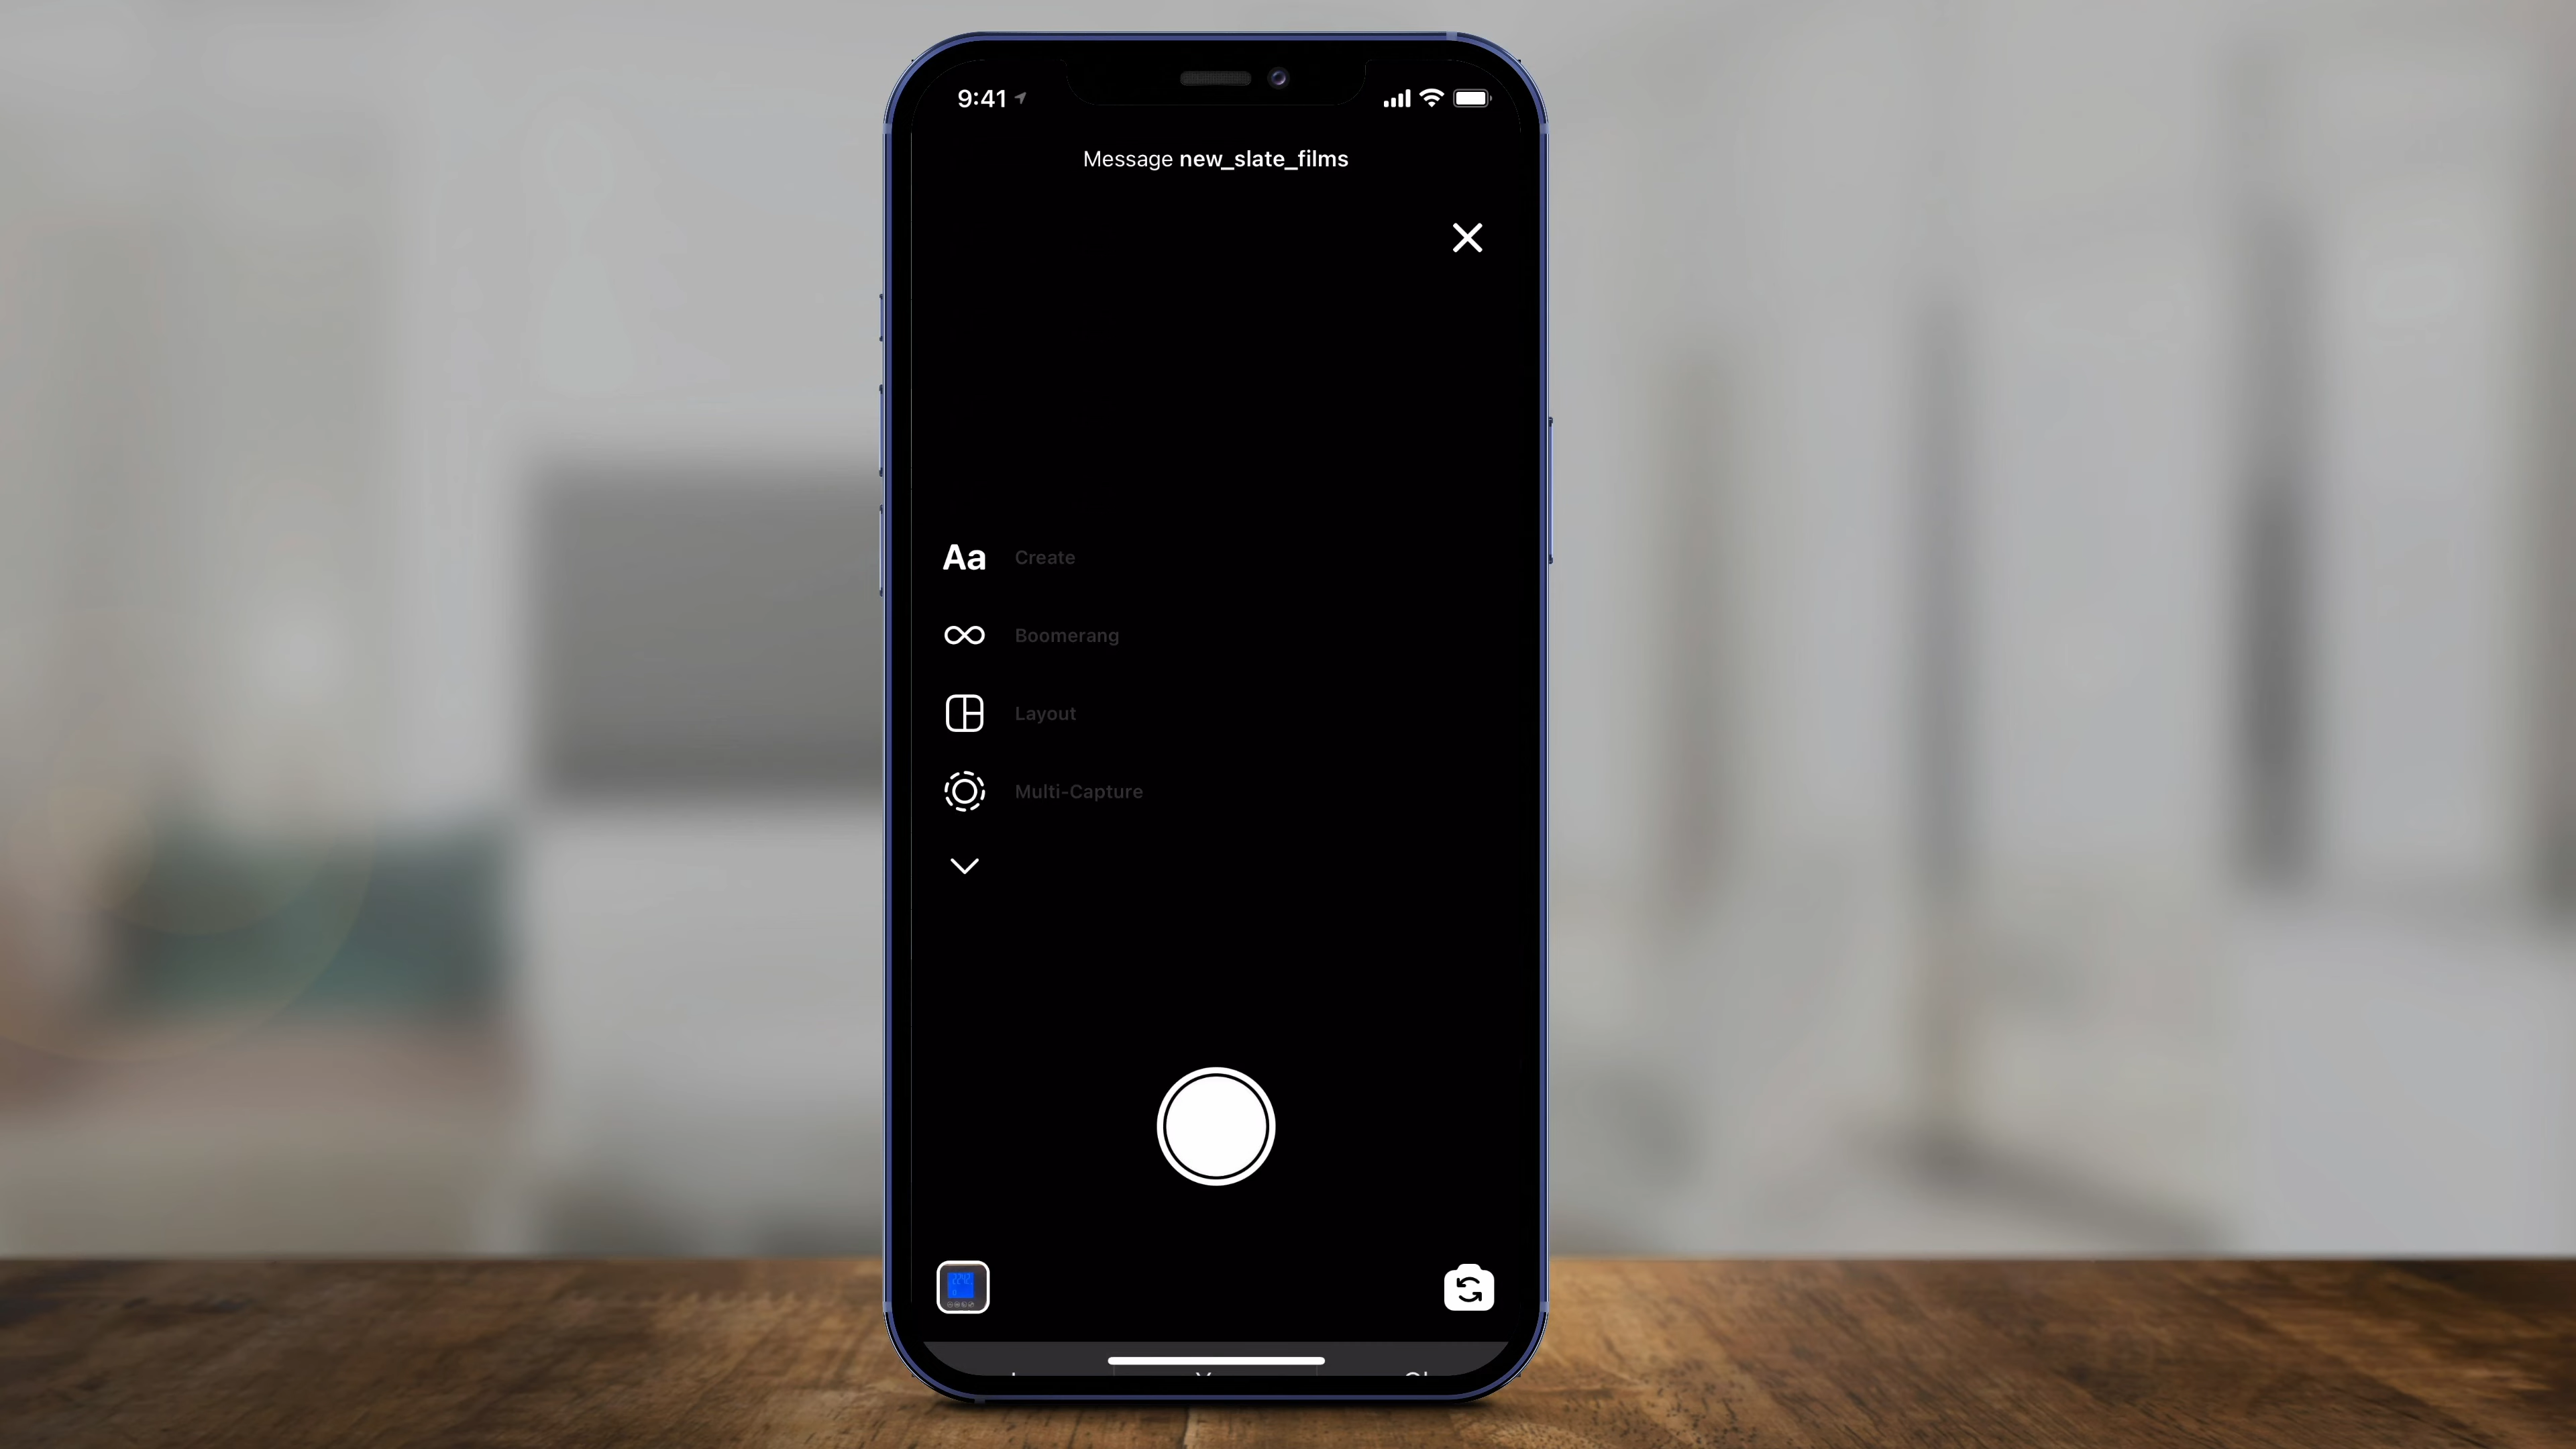 9:41
Message new_slate_films
Aa Create
Boomerang
Layout
Multi-Capture